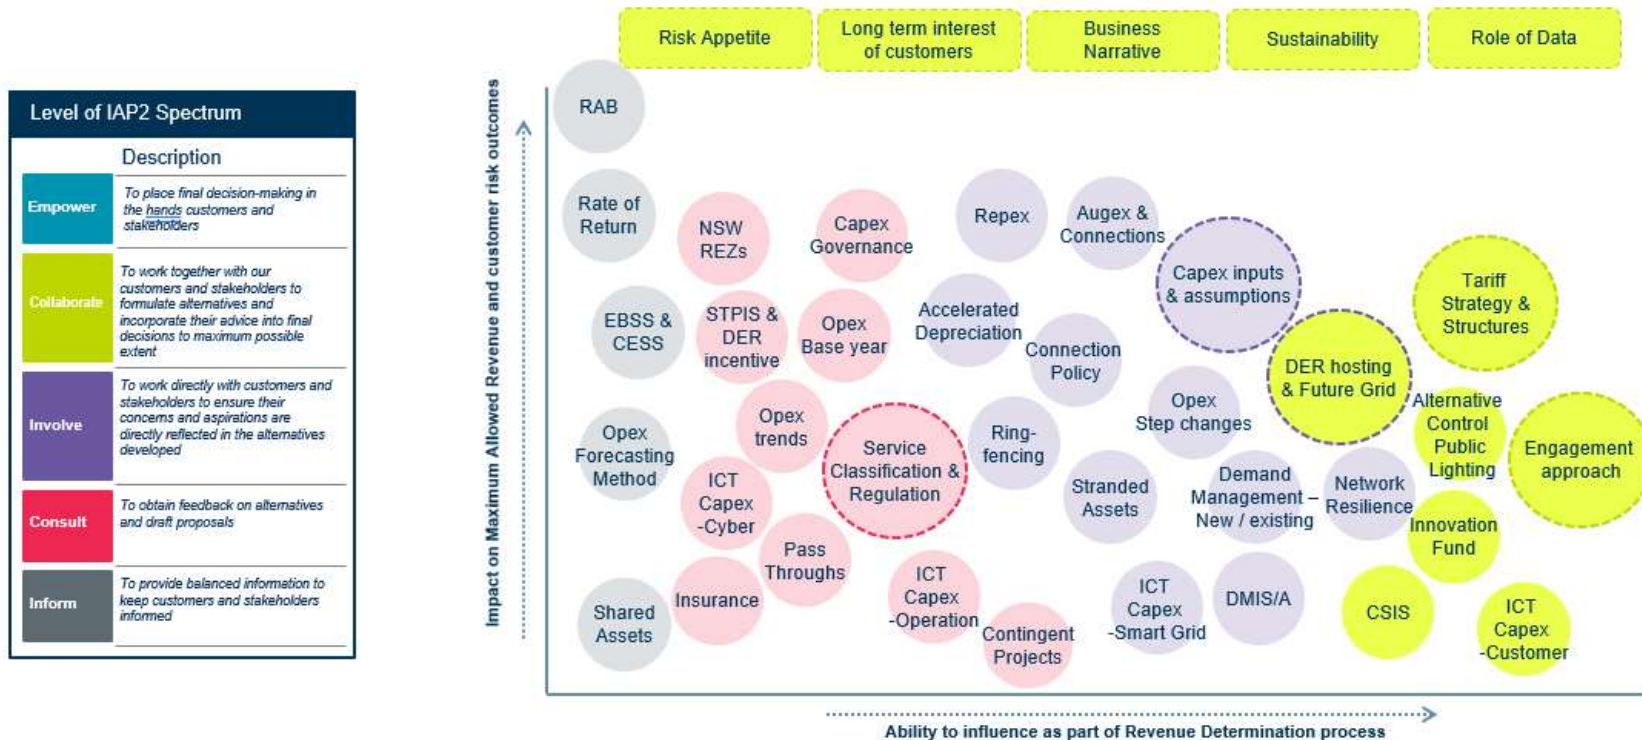 Risk Appetite
Long term interest
of customers
Business
Narrative
Sustainability
Role of Data
Level of IAP2 Spectrum
Description
Empower
To place final decision-making in
the hands customers and
stakeholders
Collaborate
To work together with our
customers and stakeholders to
formulate alternatives and
incorporate their advice into final
decisions to maximum possible
extent
Involve
To work directly with customers and
stakeholders to ensure their
concerns and aspirations are
directly reflected in the alternatives
developed
Consult
To obtain feedback on alternatives
and draft proposals
Inform
To provide balanced information to
keep customers and stakeholders
informed
Impact on Maximum Allowed Revenue and customer risk outcomes
RAB
Rate of
Return
NSW
REZs
Capex
Governance
Repex
Augex &
Connections
Capex inputs
& assumptions
Tariff
Strategy &
Structures
EBSS &
CESS
STPIS &
DER
incentive
Opex
Base year
Accelerated
Depreciation
Connection
Policy
DER hosting
& Future Grid
Opex
Forecasting
Method
Opex
trends
Service
Classification &
Regulation
Ring-
fencing
Opex
Step changes
Alternative
Control
Public
Lighting
Engagement
approach
ICT
Capex
-Cyber
Stranded
Assets
Demand
Management –
New / existing
Network
Resilience
Innovation
Fund
Pass
Throughs
Shared
Assets
Insurance
ICT
Capex
-Operation
Contingent
Projects
ICT
Capex
-Smart Grid
DMIS/A
CSIS
ICT
Capex
-Customer
Ability to influence as part of Revenue Determination process